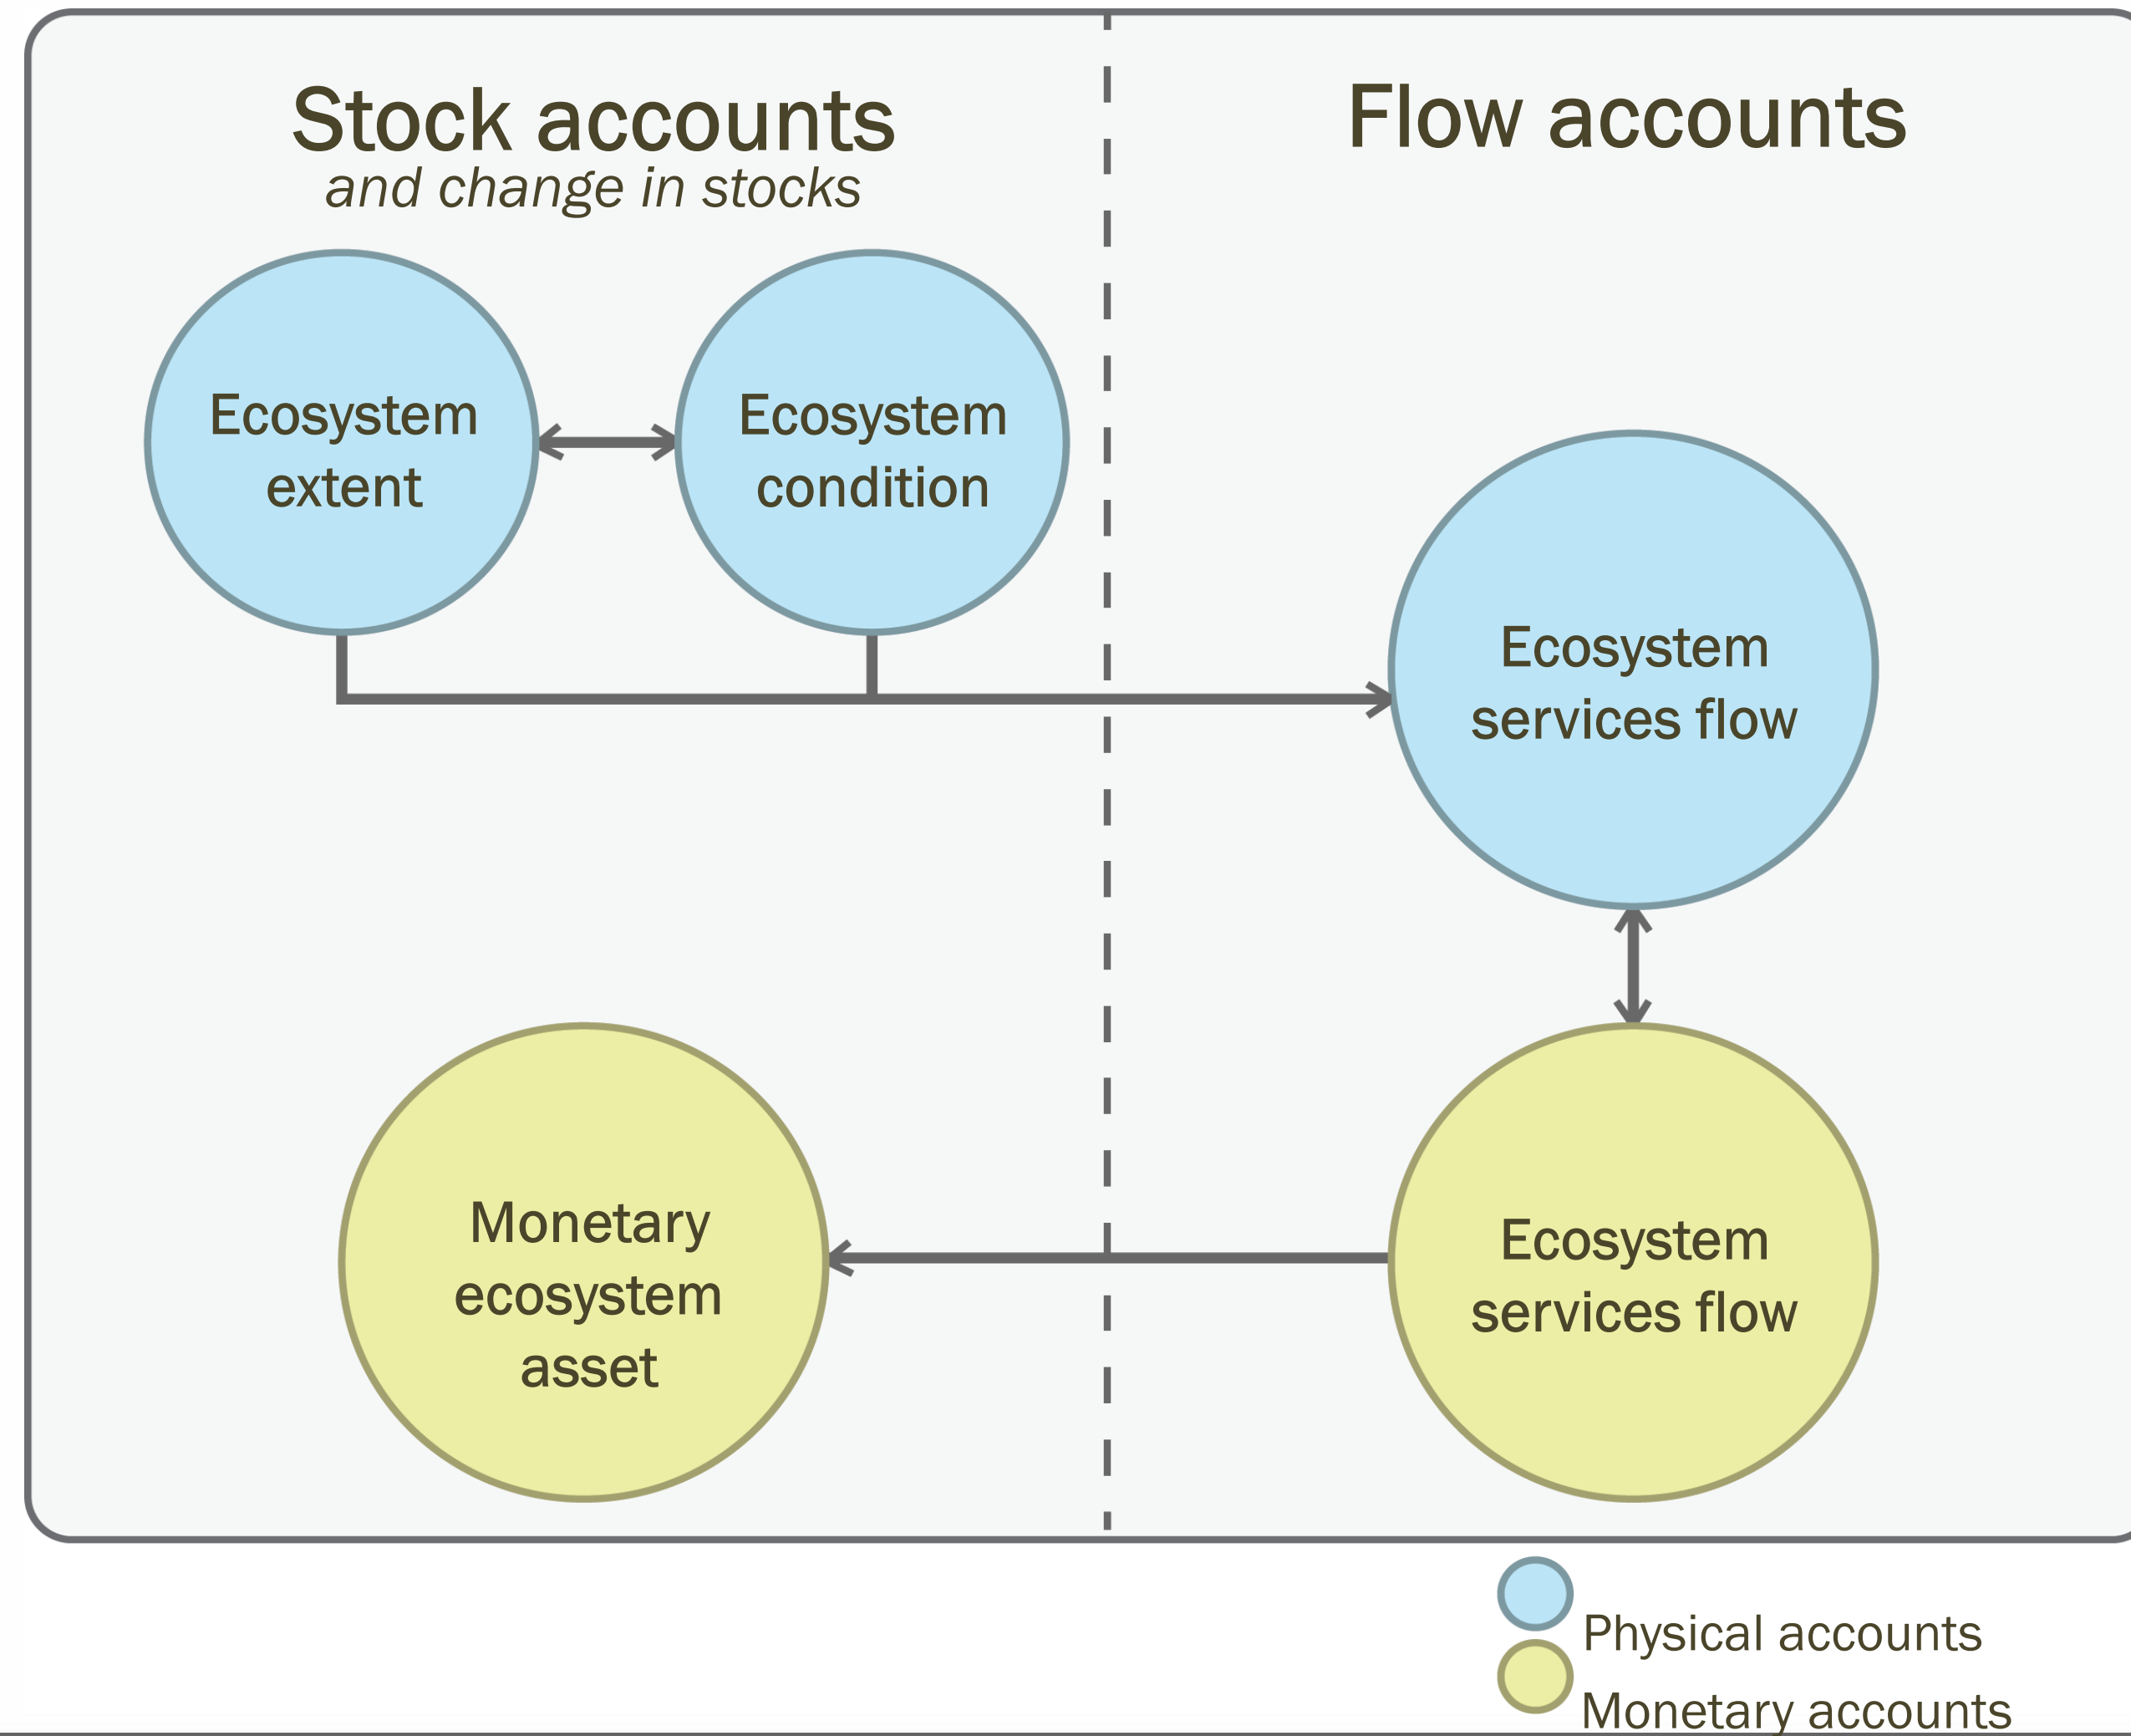 Stock accounts
and change in stocks
Flow accounts
Ecosystem
extent
Ecosystem
condition
Ecosystem
services flow
Monetary
ecosystem
asset
Ecosystem
services flow
Physical accounts
Monetary accounts